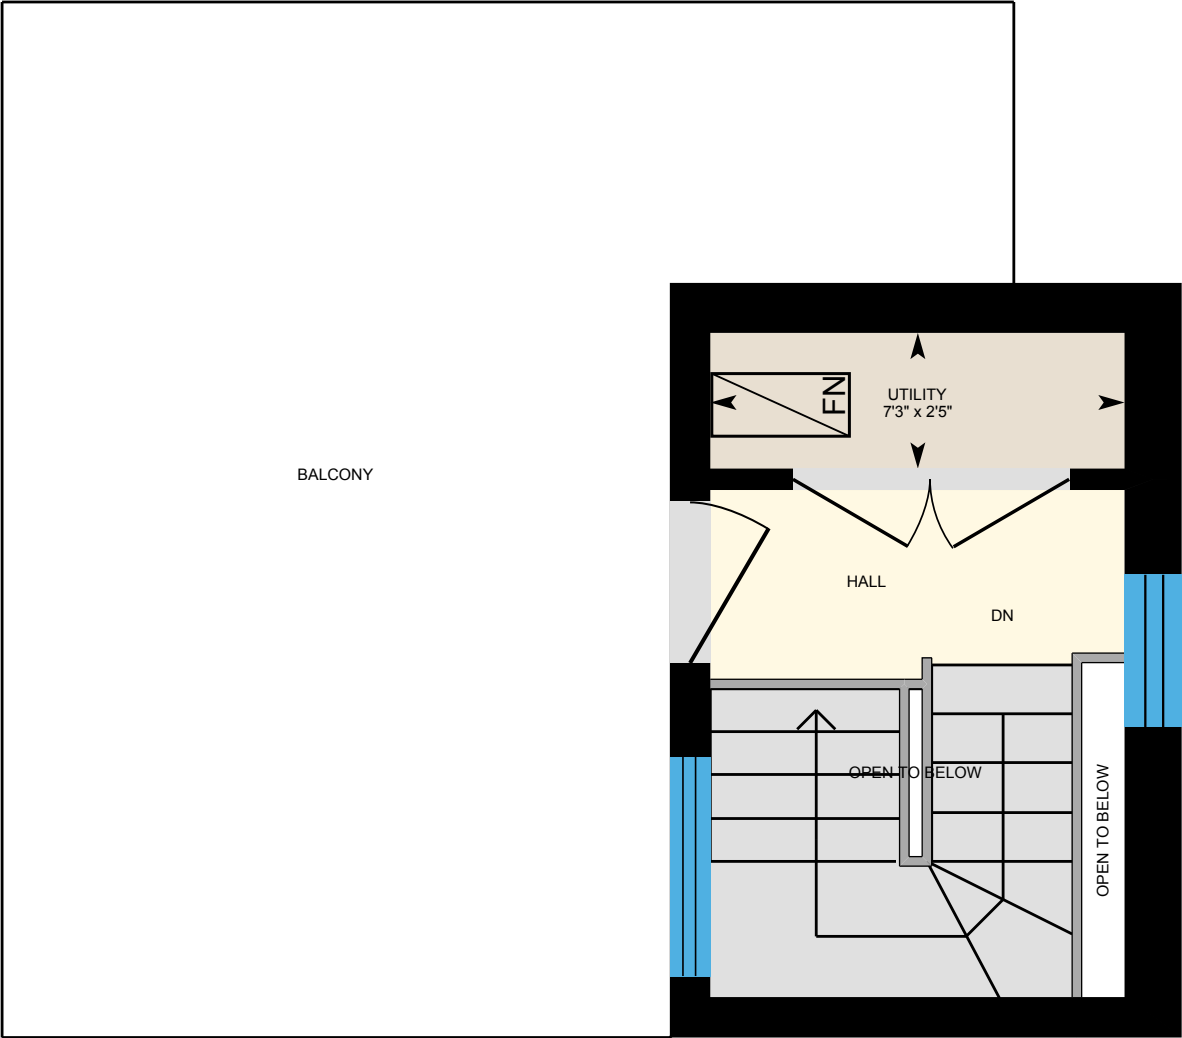 FN
UTILITY
7'3" x 2'5"
BALCONY
HALL
DN
OPEN TO BELOW
OPEN TO BELOW